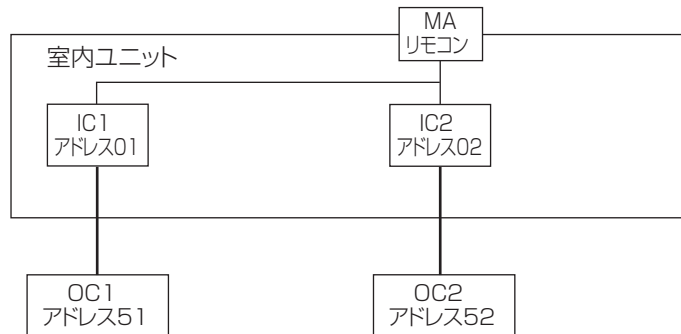 MA
リモコン
室内ユニット
IC1
アドレス01
IC2
アドレス02
OC1
アドレス51
OC2
アドレス52